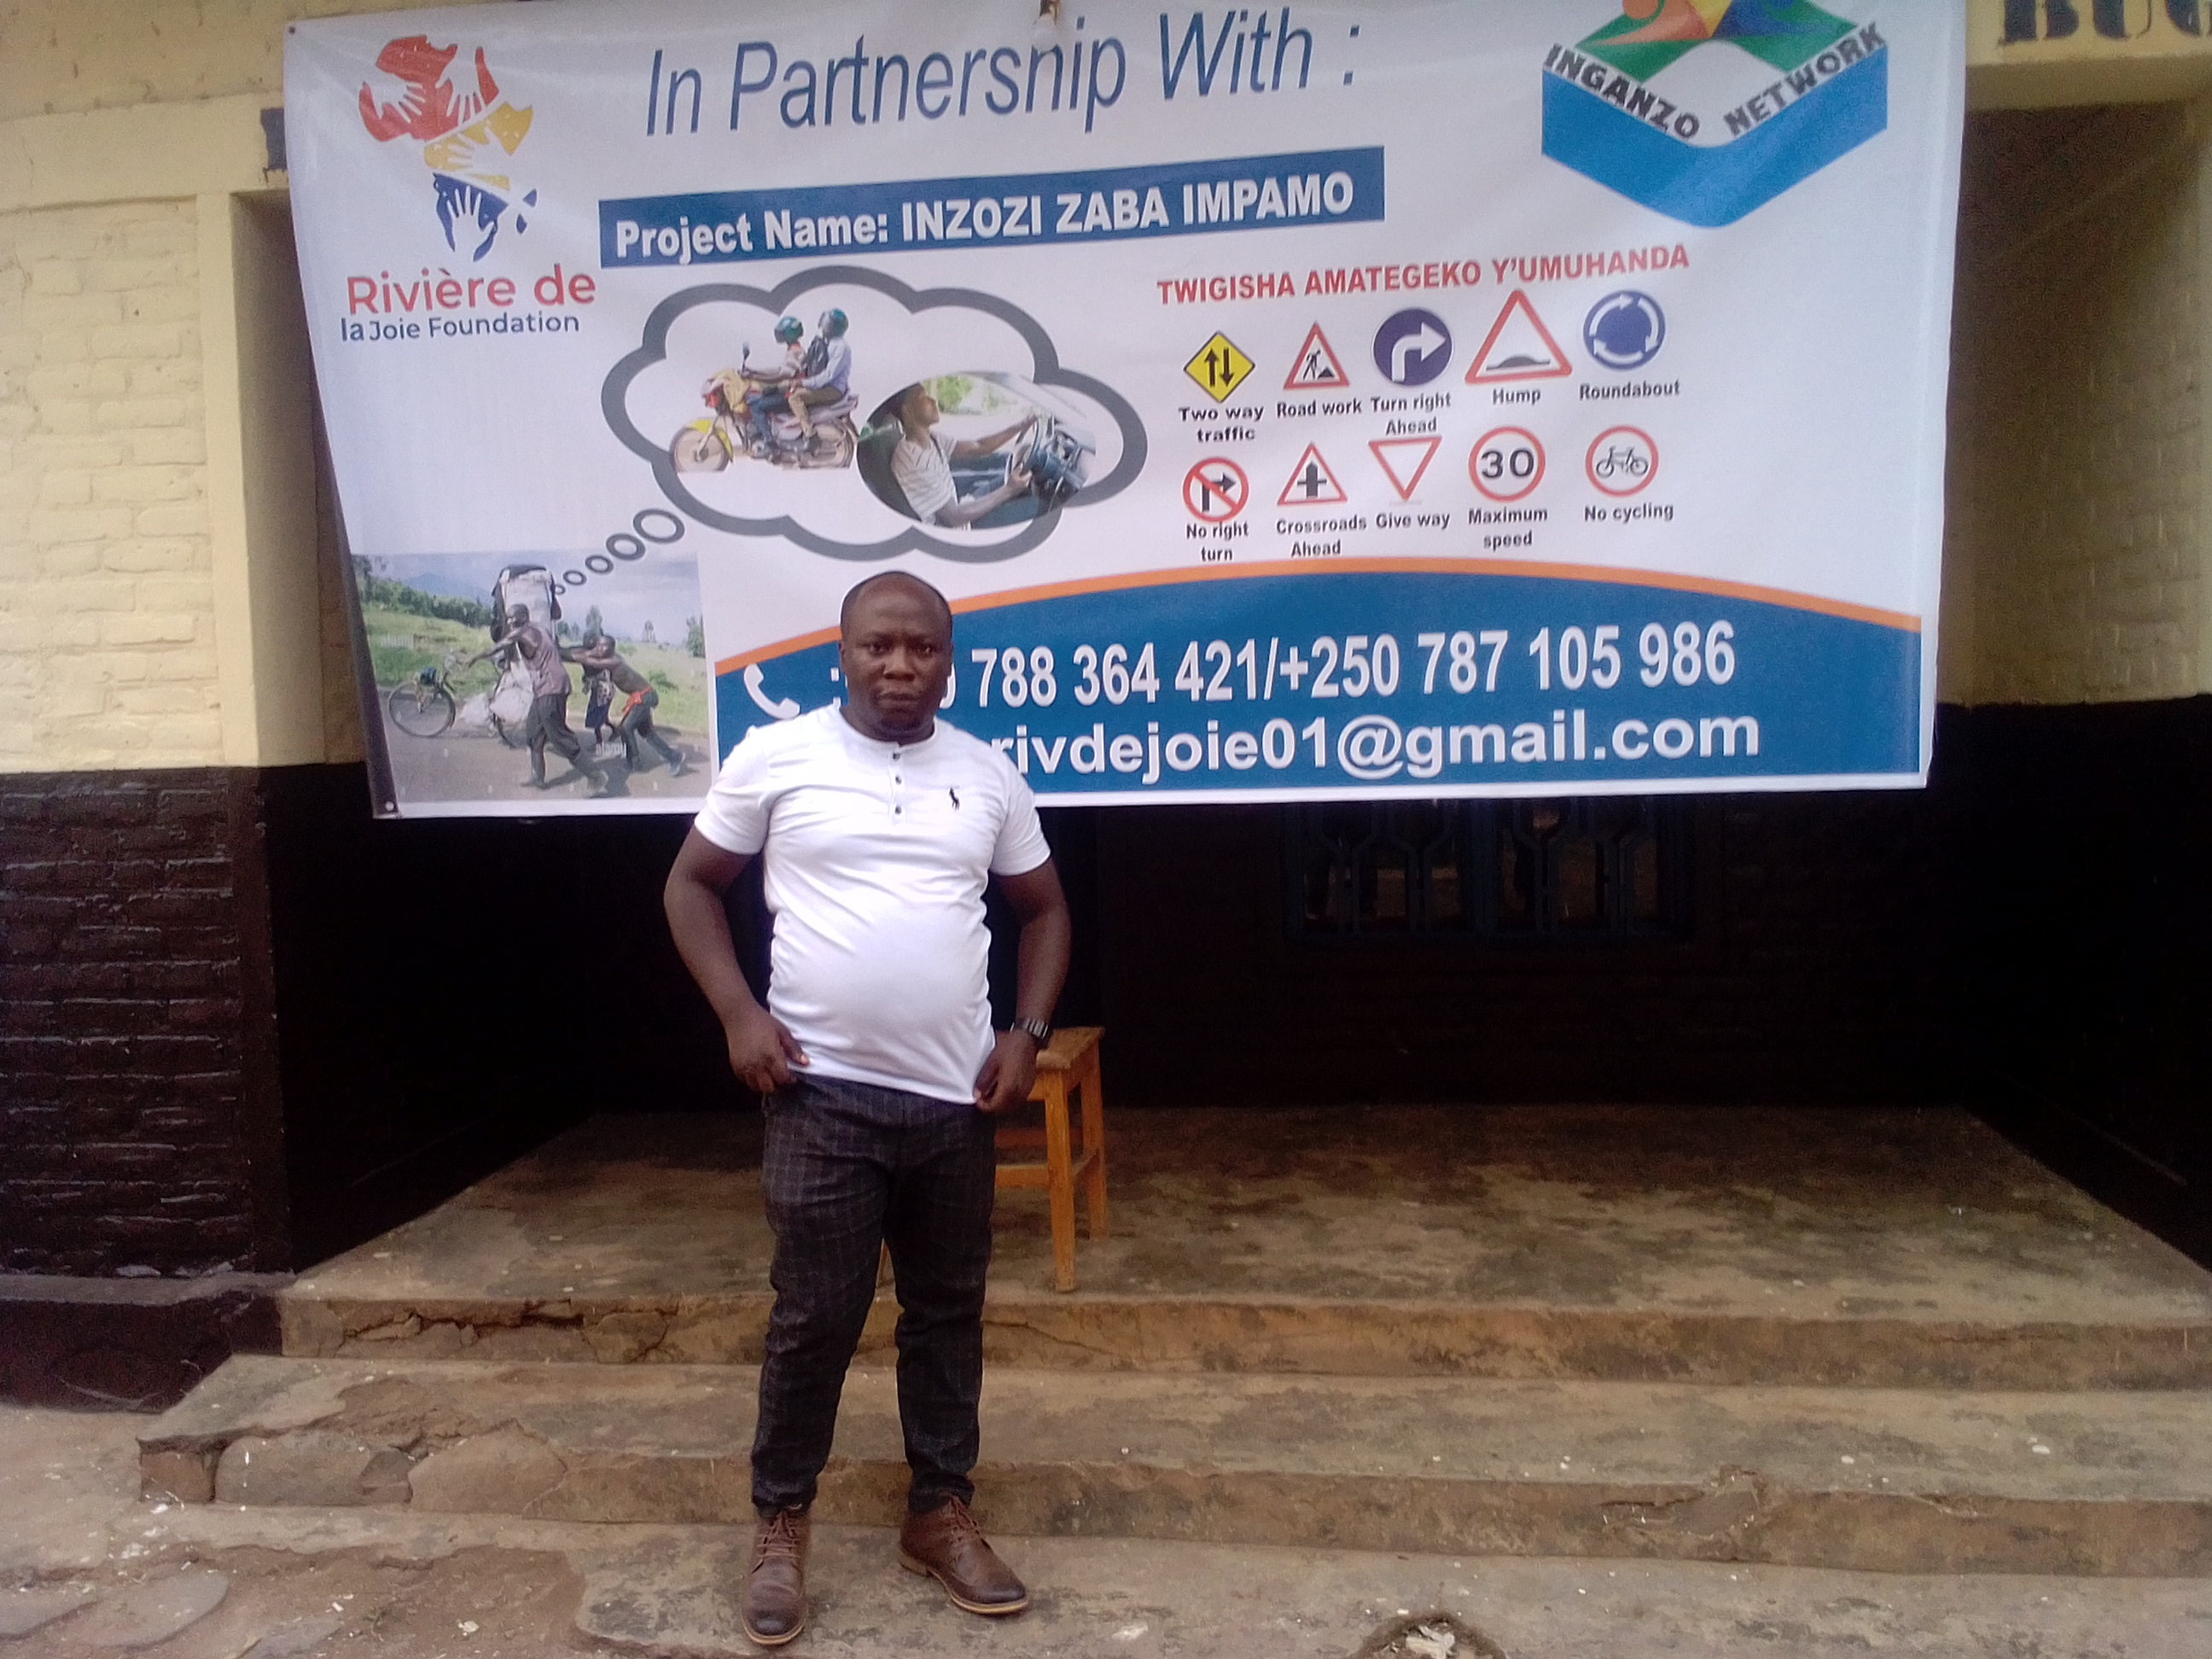 In Partnership With :
INGANZO NETWORK
Project Name: INZOZI ZABA IMPAMO
Rivière de
la Joie Foundation
TWIGISHA AMATEGEKO Y'UMUHANDA
Two way
traffic
Road work
Turn right
Ahead
Hump
Roundabout
No right
turn
Crossroads
Ahead
Give way
30
Maximum
speed
No cycling
alamy
788 364 421/+250 787 105 986
rivdejoie01@gmail.com